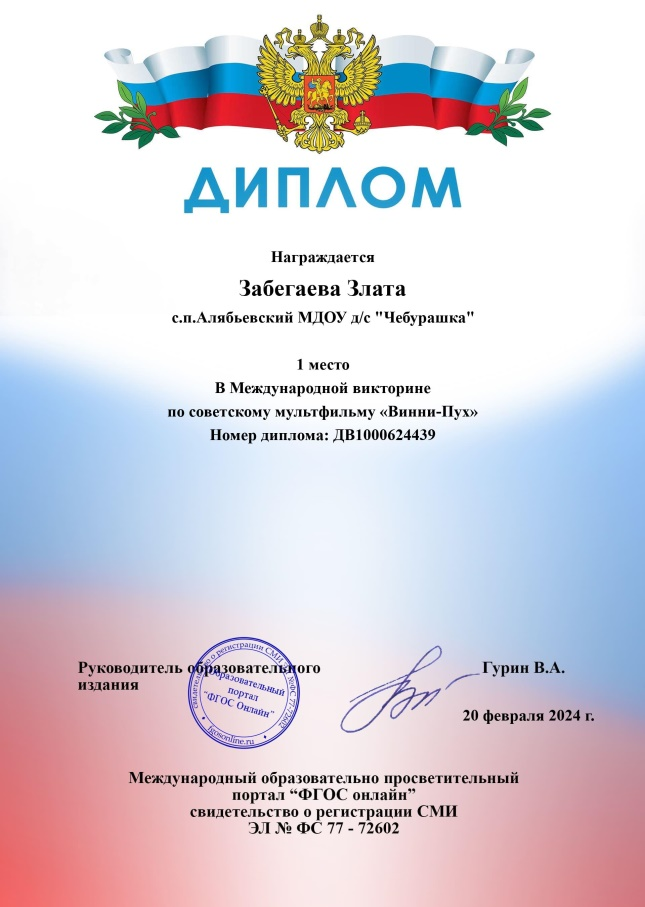 ДИПЛОМ
Награждается
Забегаева Злата
с.п.Алябьевский МДОУ д/с "Чебурашка"
1 место
В Международной викторине
по советскому мультфильму «Винни-Пух»
Номер диплома: ДВ1000624439
Руководитель образовательного
издания
Гурин В.А.
свидетельство о регистрации СМИ ЭЛ №ФС 77-72602
Образовательный
портал
"ФГОС Онлайн"
fgosonline.ru
20 февраля 2024 г.
Международный образовательно просветительный
портал “ФГОС онлайн”
свидетельство о регистрации СМИ
ЭЛ № ФС 77 - 72602